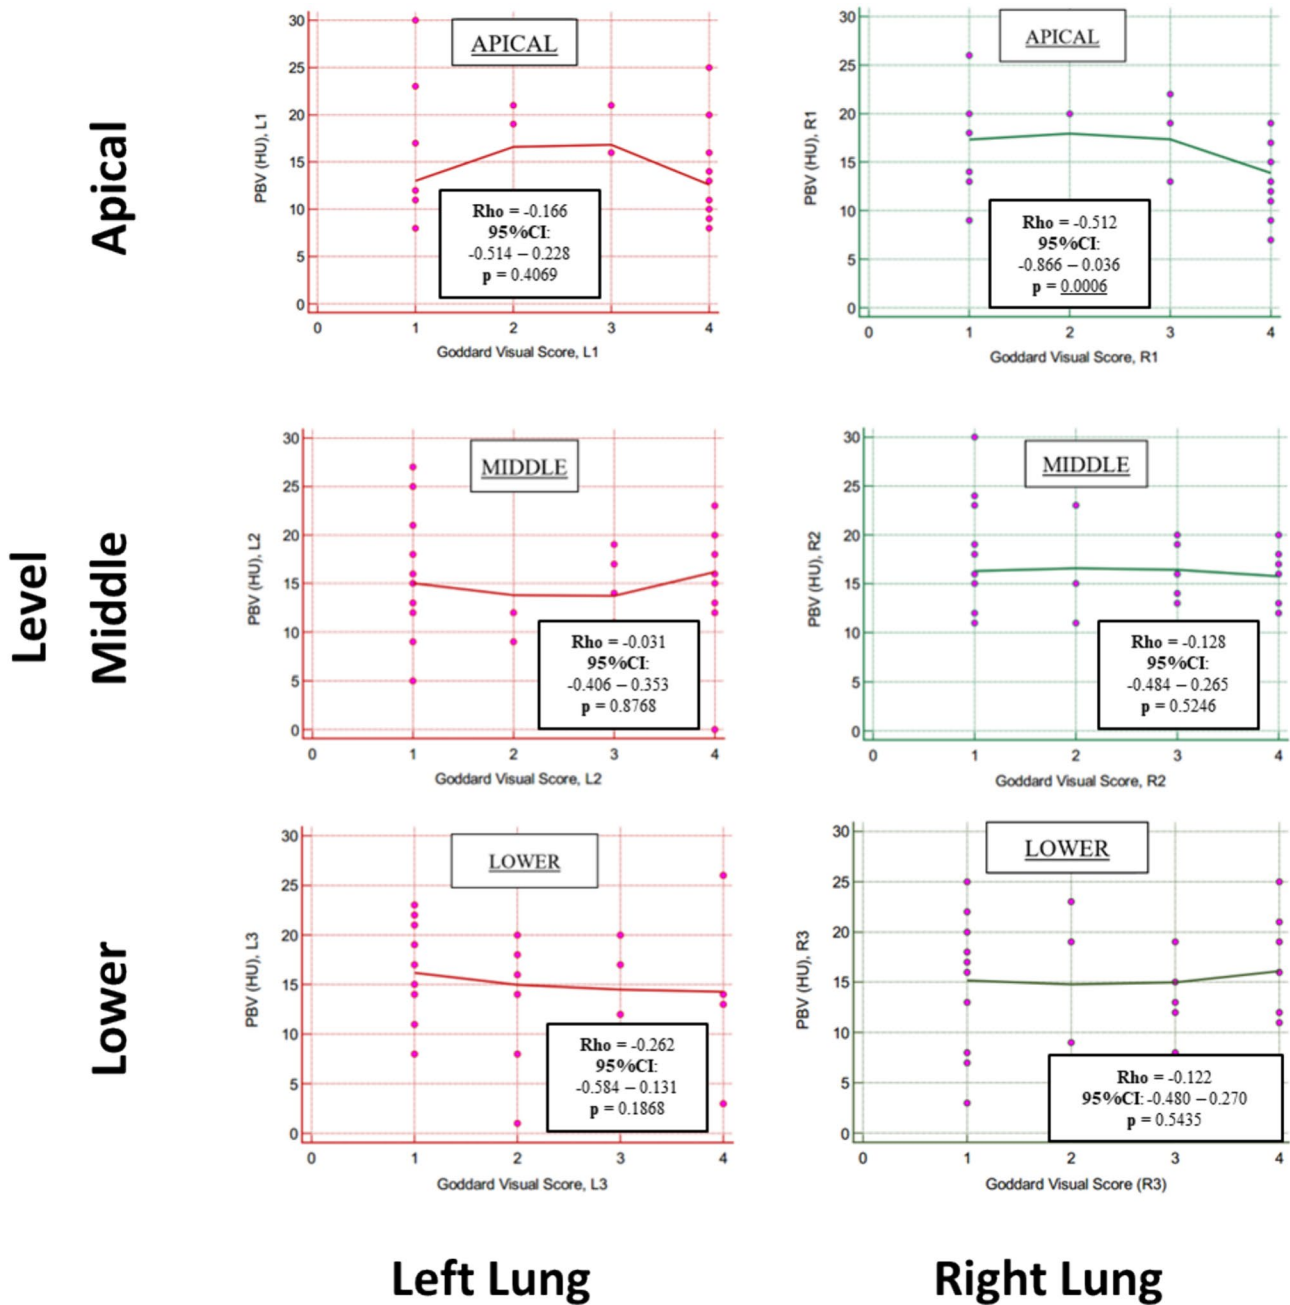 Level
Apical
APICAL
PBV (HU), L1
30
25
20
15
10
5
0
Rho = -0.166
95%CI:
-0.514 – 0.228
p = 0.4069
0 1 2 3 4
Goddard Visual Score, L1
APICAL
PBV (HU), R1
30
25
20
15
10
5
0
Rho = -0.512
95%CI:
-0.866 – 0.036
p = 0.0006
0 1 2 3 4
Goddard Visual Score, R1
Middle
MIDDLE
PBV (HU), L2
30
25
20
15
10
5
0
Rho = -0.031
95%CI:
-0.406 – 0.353
p = 0.8768
0 1 2 3 4
Goddard Visual Score, L2
MIDDLE
PBV (HU), R2
30
25
20
15
10
5
0
Rho = -0.128
95%CI:
-0.484 – 0.265
p = 0.5246
0 1 2 3 4
Goddard Visual Score, R2
Lower
LOWER
PBV (HU), L3
30
25
20
15
10
5
0
Rho = -0.262
95%CI:
-0.584 – 0.131
p = 0.1868
0 1 2 3 4
Goddard Visual Score, L3
LOWER
PBV (HU), R3
30
25
20
15
10
5
0
Rho = -0.122
95%CI: -0.480 – 0.270
p = 0.5435
0 1 2 3 4
Goddard Visual Score (R3)
Left Lung
Right Lung